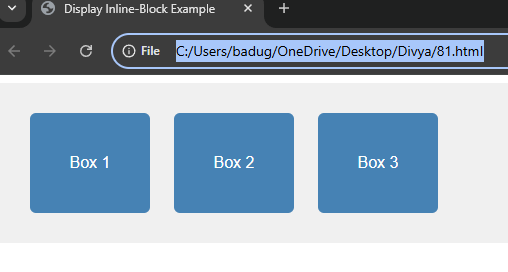 Display Inline-Block Example
File C:/Users/badug/OneDrive/Desktop/Divya/81.html
Box 1 Box 2 Box 3